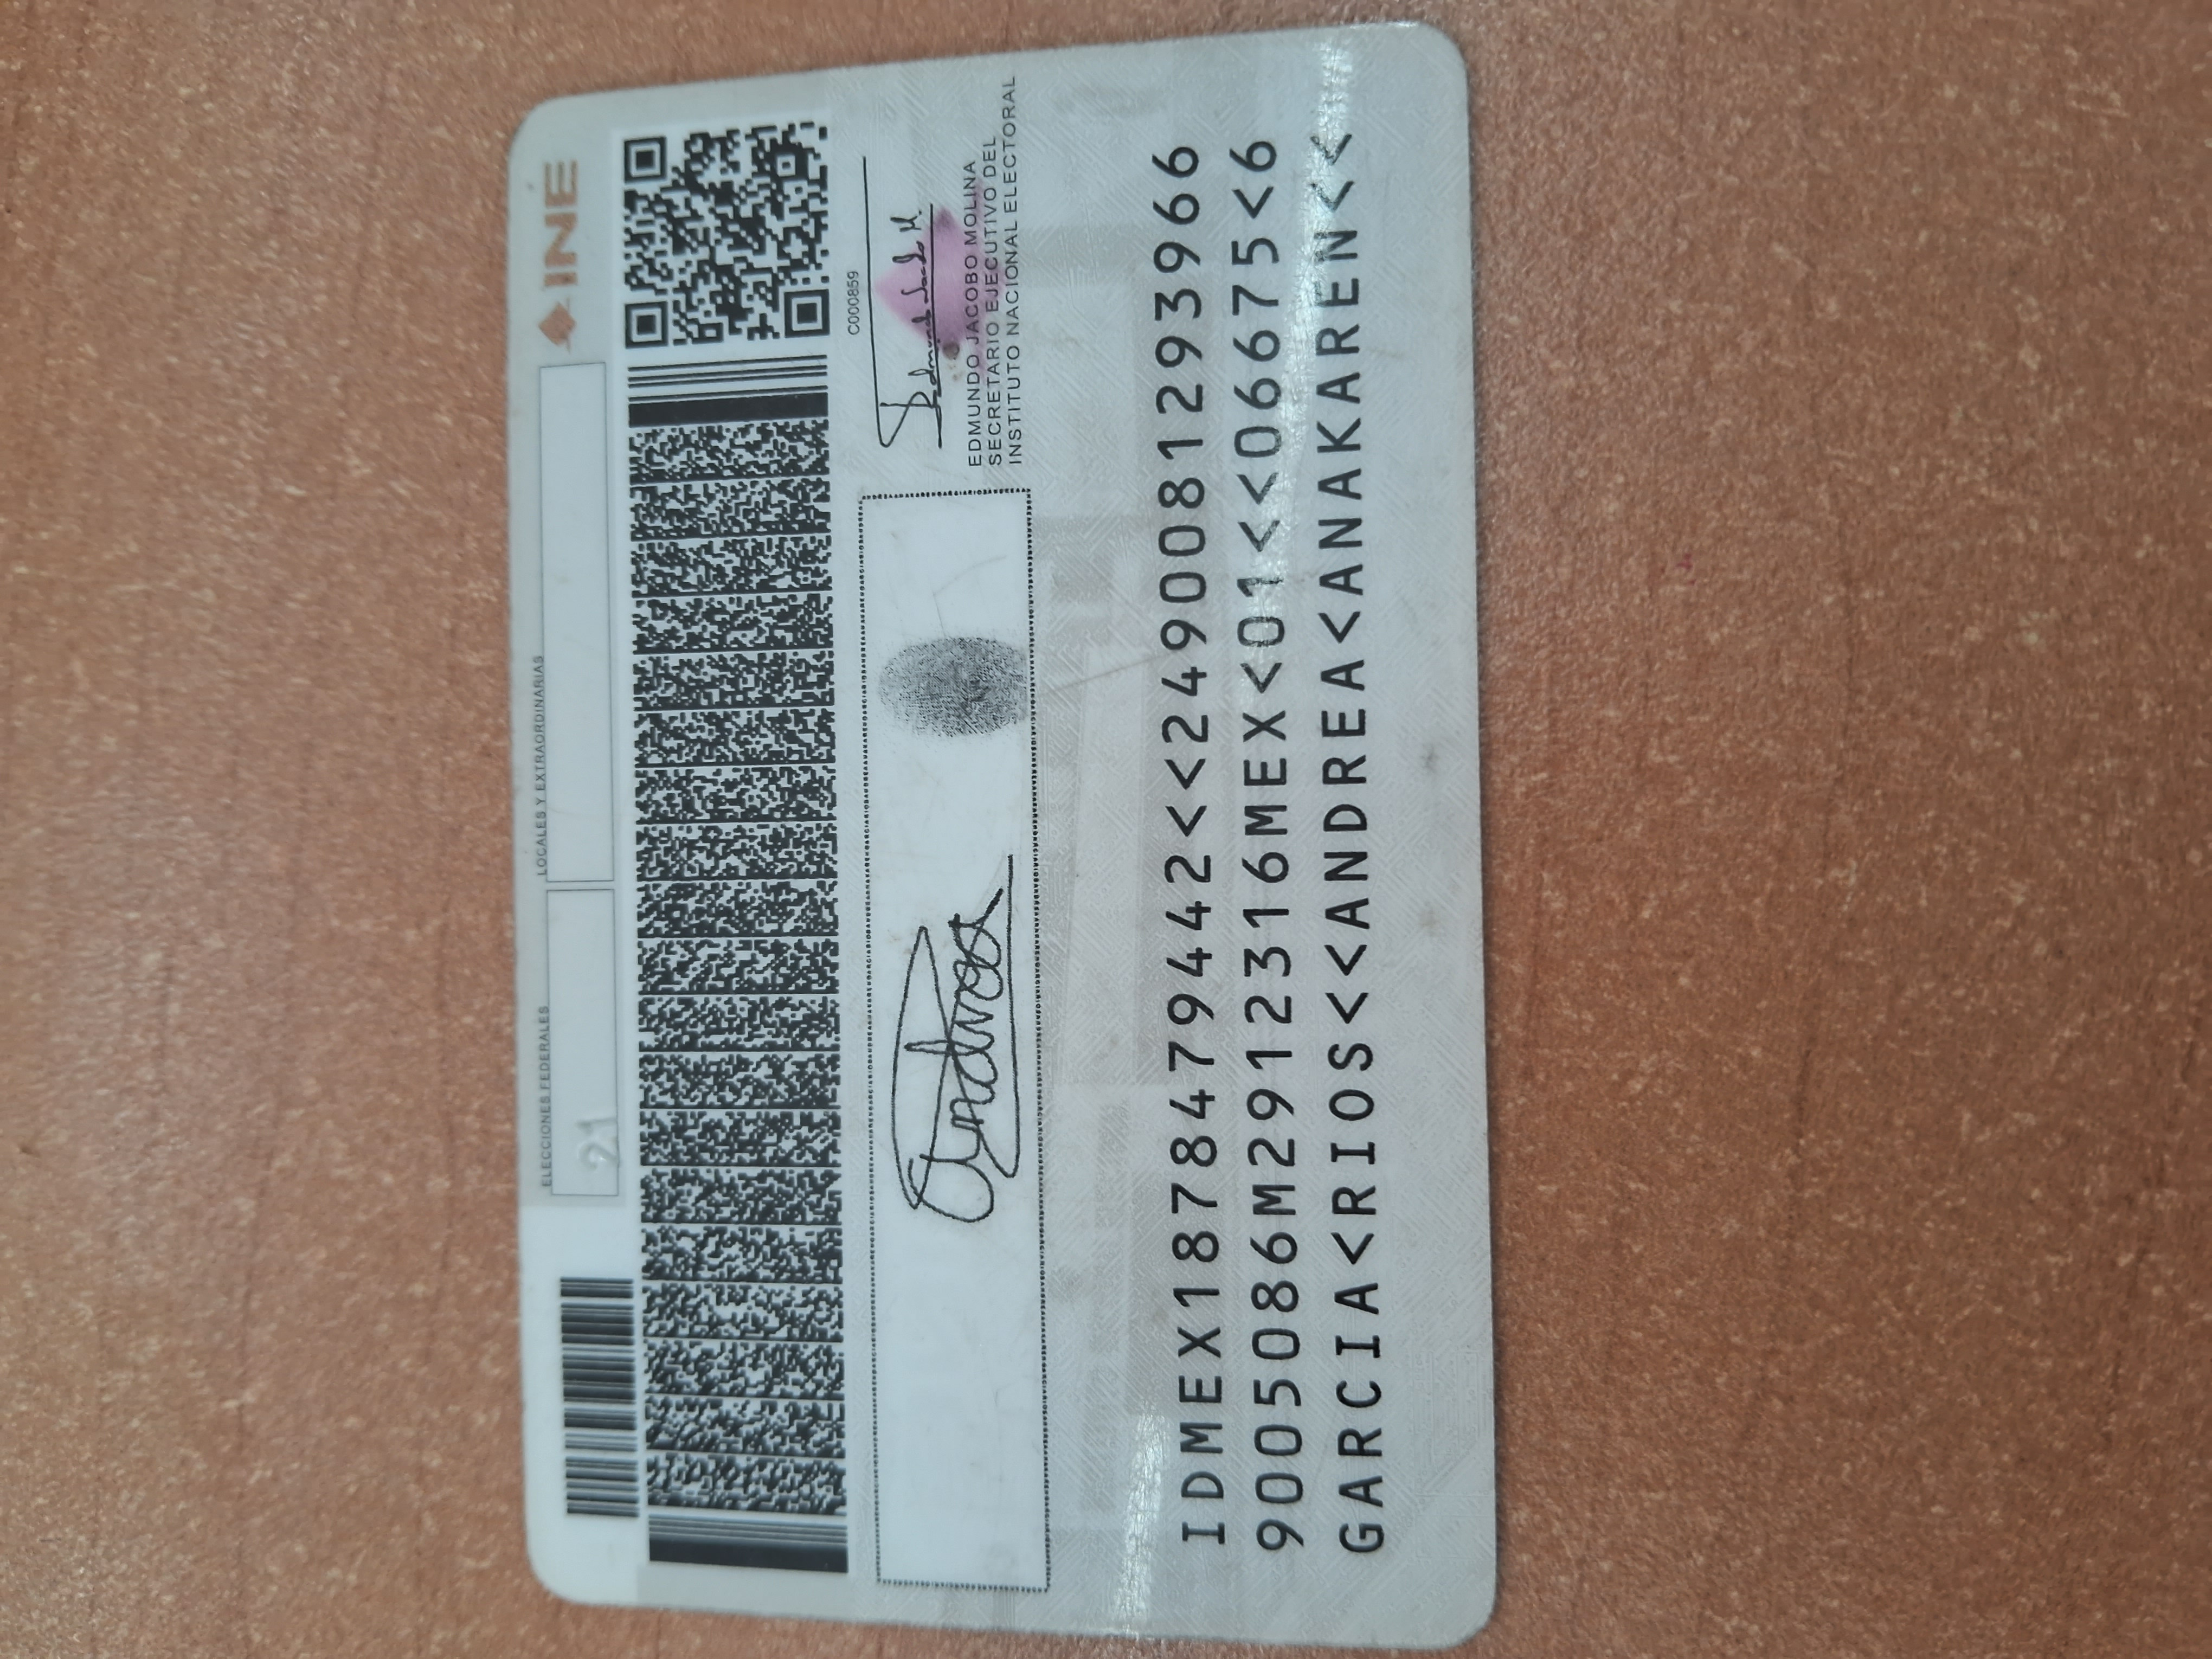 ELECCIONES FEDERALES
LOCALES Y EXTRAORDINARIAS
INE
21
C000859
EDMUNDO JACOBO MOLINA
SECRETARIO EJECUTIVO DEL
INSTITUTO NACIONAL ELECTORAL
IDMEX1878479442<<2490081293966
9005086M2912316MEX<01<<06675<6
GARCIA<RIOS<<ANDREA<ANAKAREN<<